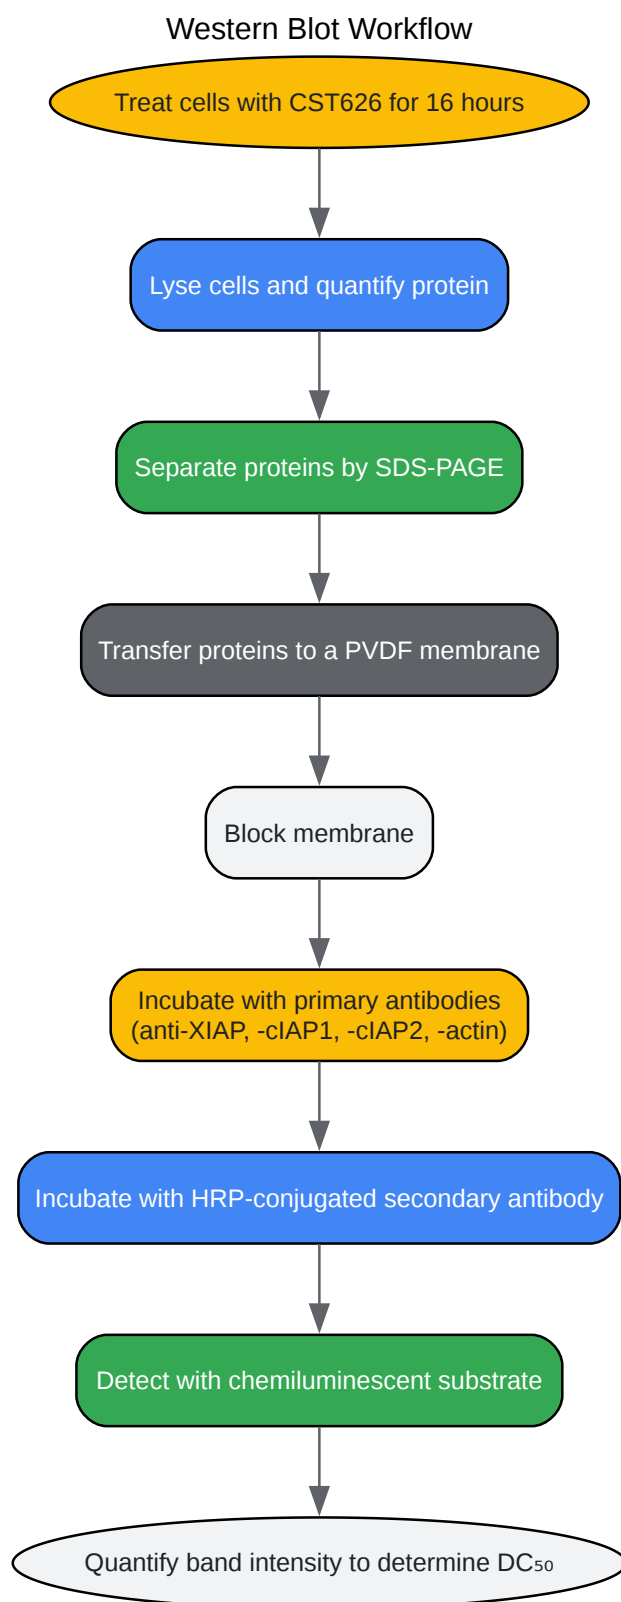 Western Blot Workflow
Treat cells with CST626 for 16 hours
Lyse cells and quantify protein
Separate proteins by SDS-PAGE
Transfer proteins to a PVDF membrane
Block membrane
Incubate with primary antibodies
(anti-XIAP, -cIAP1, -cIAP2, -actin)
Incubate with HRP-conjugated secondary antibody
Detect with chemiluminescent substrate
Quantify band intensity to determine DC₅₀